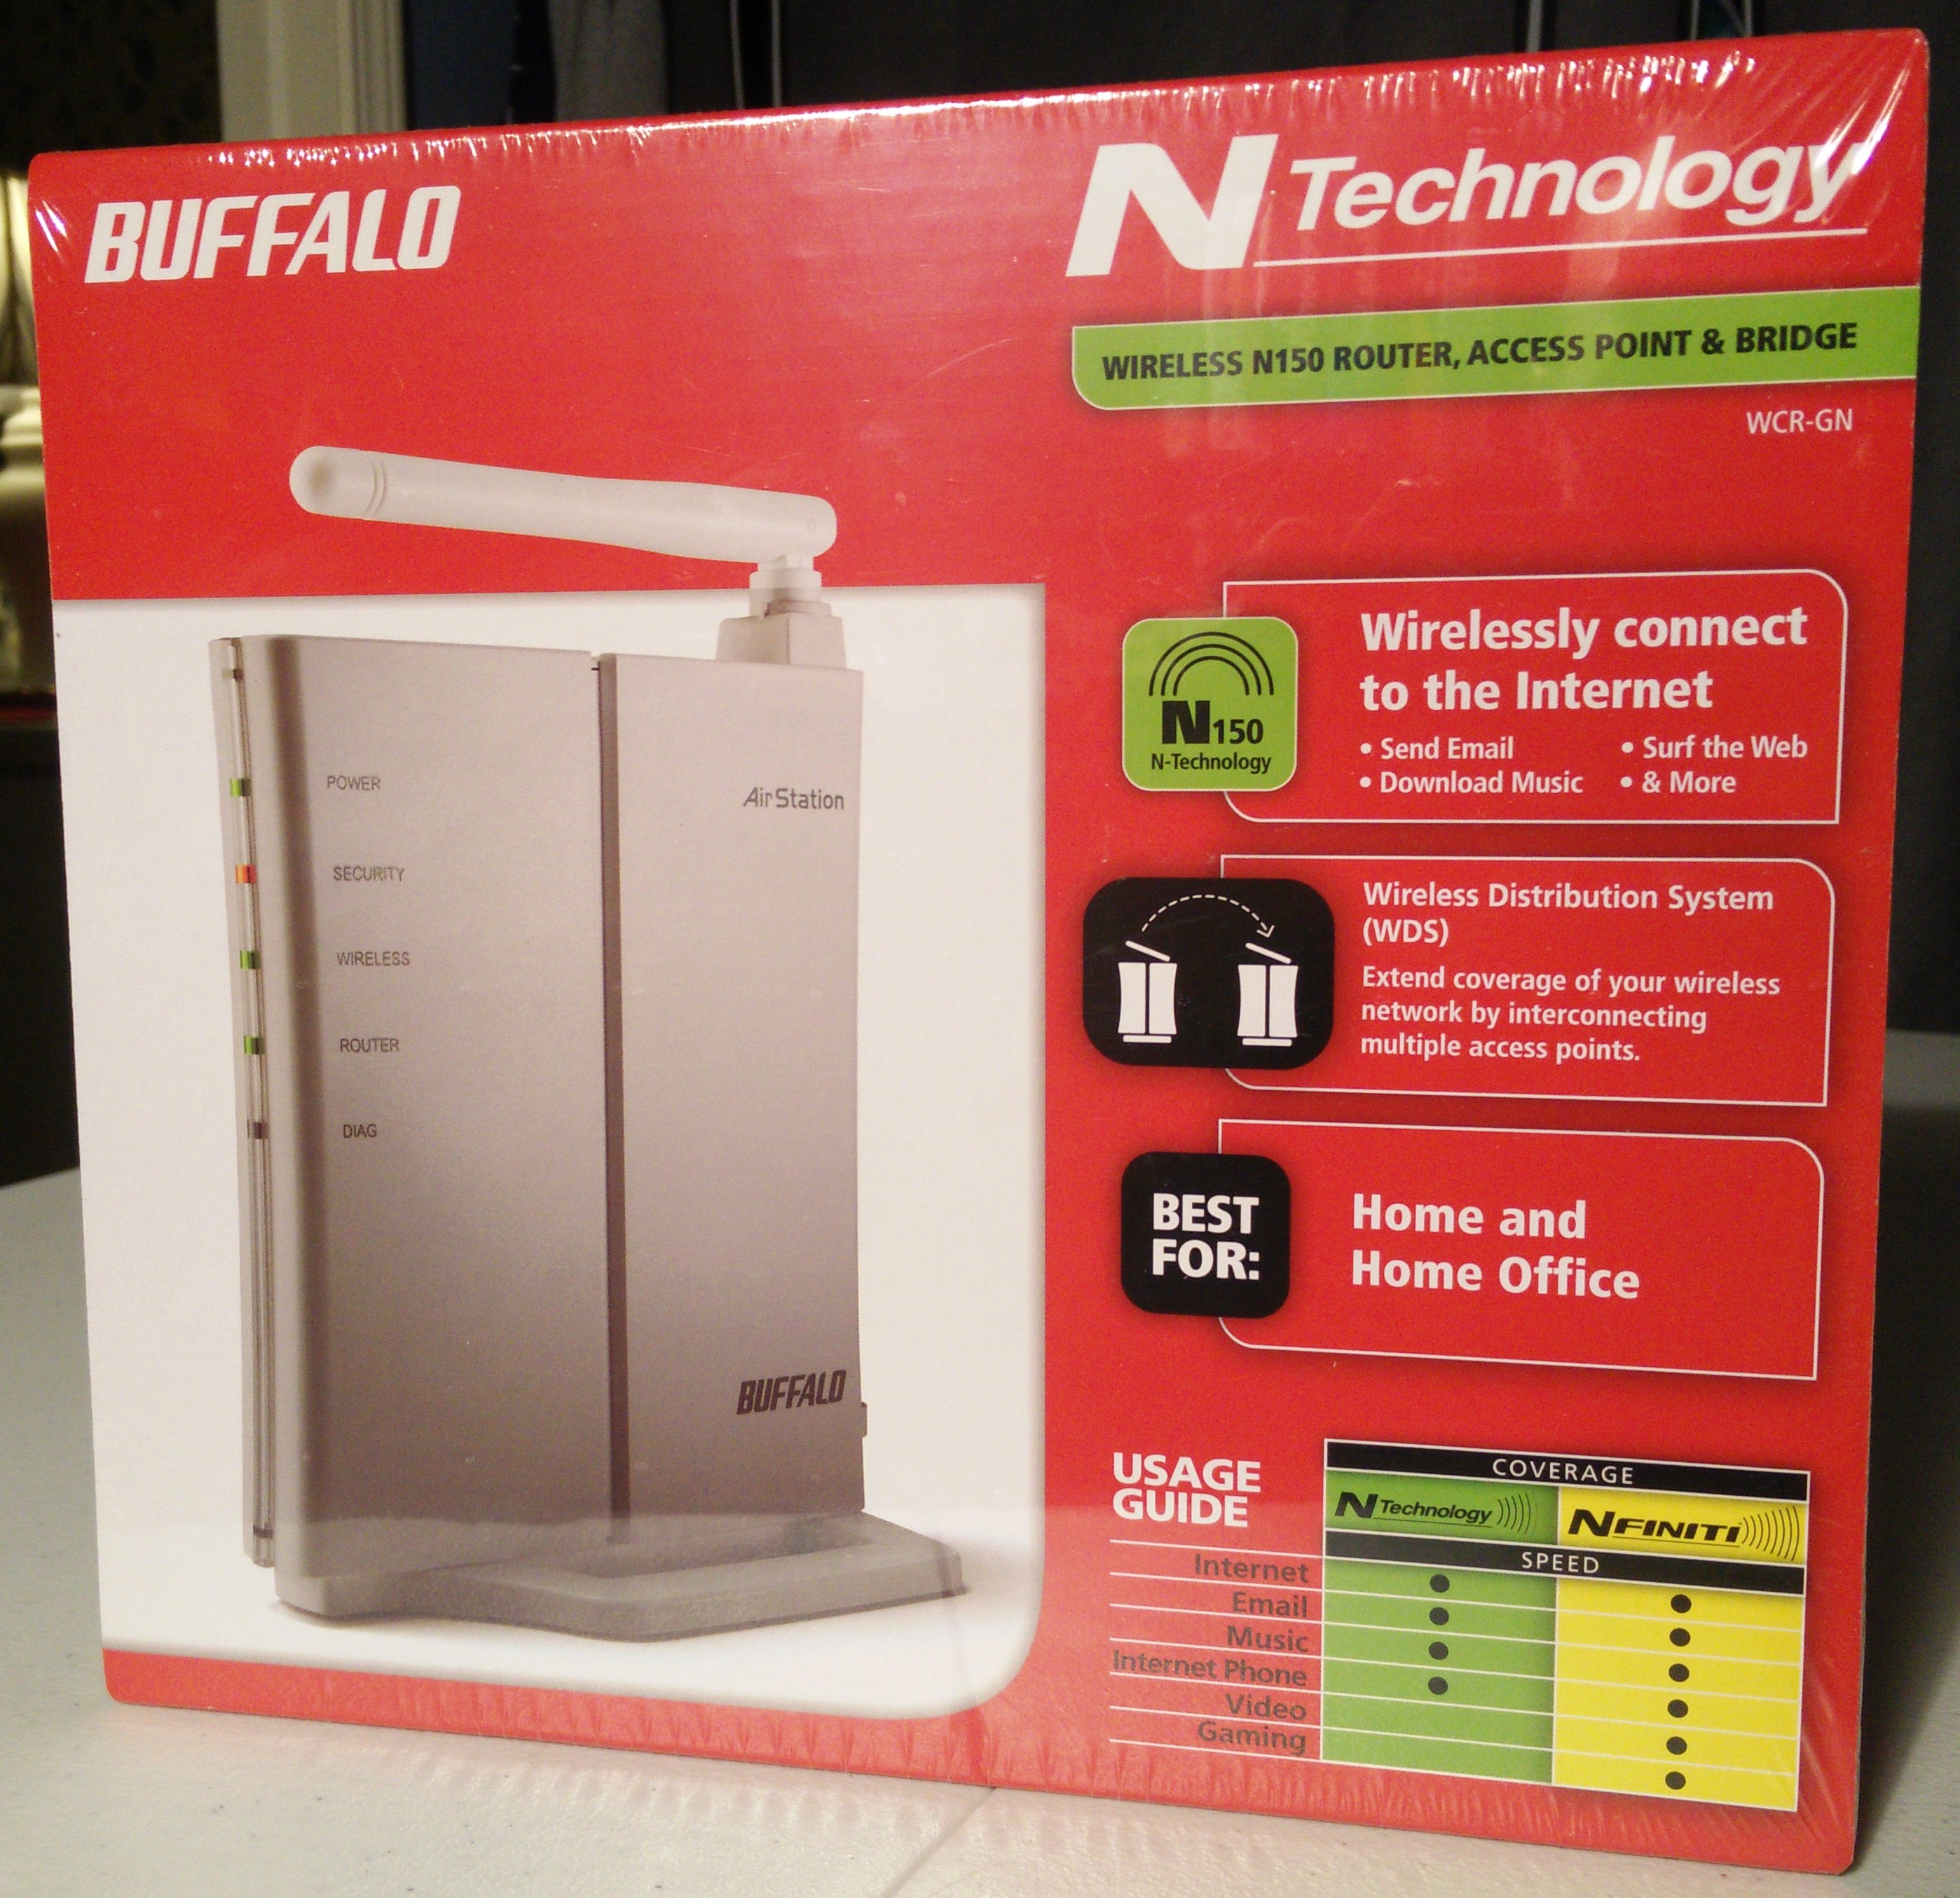 BUFFALO
N Technology
WIRELESS N150 ROUTER, ACCESS POINT & BRIDGE
WCR-GN
POWER
SECURITY
WIRELESS
ROUTER
DIAG
AirStation
BUFFALO
N150
N-Technology
Wirelessly connect
to the Internet
• Send Email • Surf the Web
• Download Music • & More
Wireless Distribution System
(WDS)
Extend coverage of your wireless
network by interconnecting
multiple access points.
BEST
FOR:
Home and
Home Office
USAGE
GUIDE
COVERAGE
N Technology NFINITI
SPEED
Internet
Email
Music
Internet Phone
Video
Gaming